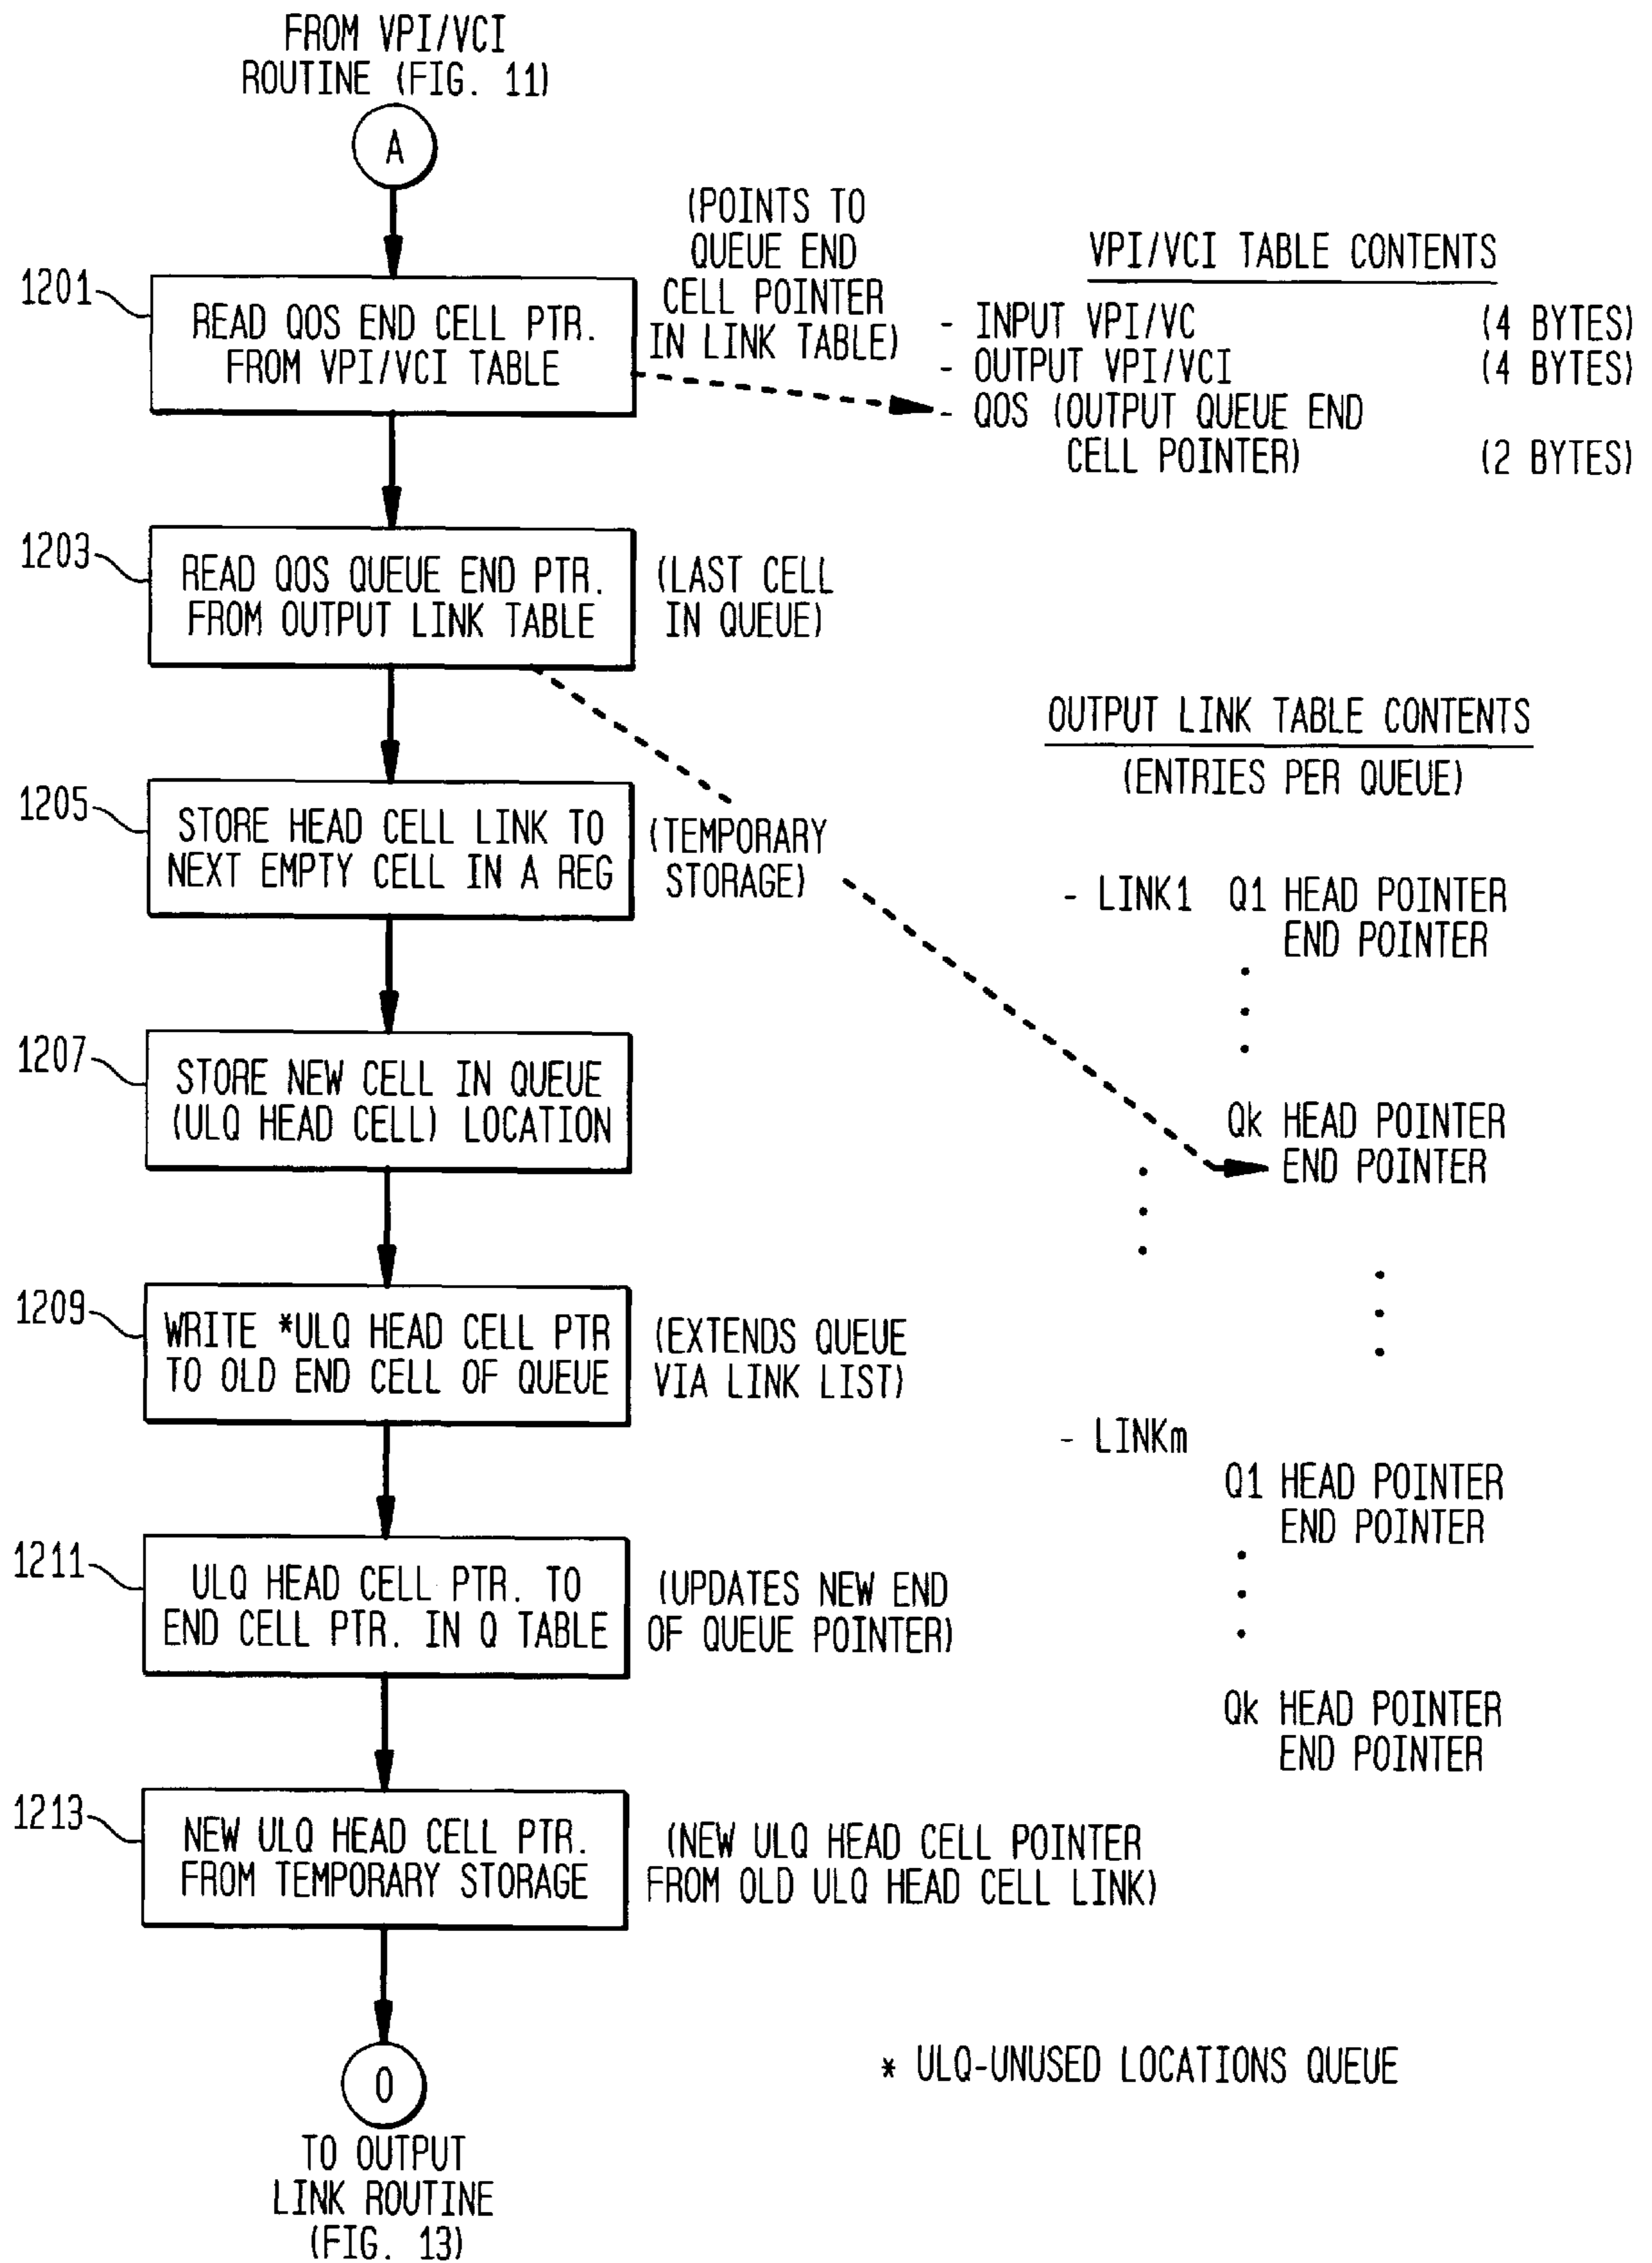 FROM VPI/VCI
ROUTINE (FIG. 11)
A
1201
READ QOS END CELL PTR.
FROM VPI/VCI TABLE
(POINTS TO
QUEUE END
CELL POINTER
IN LINK TABLE)
VPI/VCI TABLE CONTENTS
- INPUT VPI/VC (4 BYTES)
- OUTPUT VPI/VCI (4 BYTES)
- QOS (OUTPUT QUEUE END
CELL POINTER) (2 BYTES)
1203
READ QOS QUEUE END PTR.
FROM OUTPUT LINK TABLE
(LAST CELL
IN QUEUE)
OUTPUT LINK TABLE CONTENTS
(ENTRIES PER QUEUE)
1205
STORE HEAD CELL LINK TO
NEXT EMPTY CELL IN A REG
(TEMPORARY
STORAGE)
- LINK1 Q1 HEAD POINTER
END POINTER
1207
STORE NEW CELL IN QUEUE
(ULQ HEAD CELL) LOCATION
Qk HEAD POINTER
END POINTER
1209
WRITE *ULQ HEAD CELL PTR
TO OLD END CELL OF QUEUE
(EXTENDS QUEUE
VIA LINK LIST)
- LINKm
Q1 HEAD POINTER
END POINTER
1211
ULQ HEAD CELL PTR. TO
END CELL PTR. IN Q TABLE
(UPDATES NEW END
OF QUEUE POINTER)
Qk HEAD POINTER
END POINTER
1213
NEW ULQ HEAD CELL PTR.
FROM TEMPORARY STORAGE
(NEW ULQ HEAD CELL POINTER
FROM OLD ULQ HEAD CELL LINK)
O
* ULQ-UNUSED LOCATIONS QUEUE
TO OUTPUT
LINK ROUTINE
(FIG. 13)